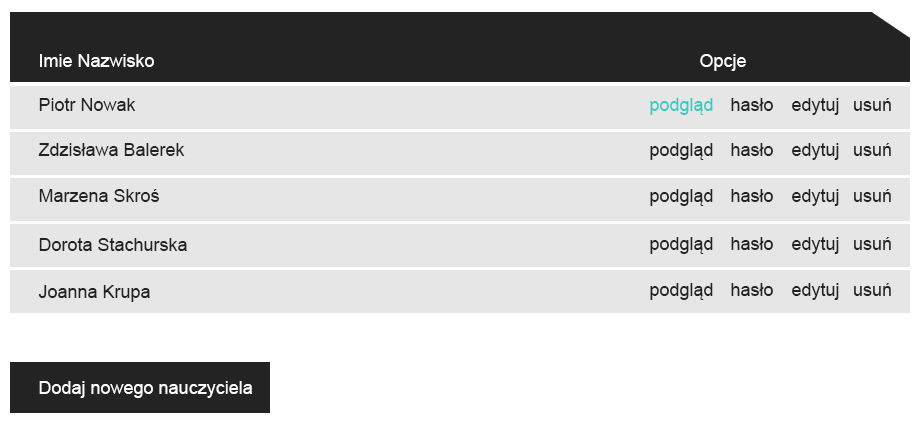 Imie Nazwisko Opcje
Piotr Nowak podgląd hasło edytuj usuń
Zdzisława Balerek podgląd hasło edytuj usuń
Marzena Skroś podgląd hasło edytuj usuń
Dorota Stachurska podgląd hasło edytuj usuń
Joanna Krupa podgląd hasło edytuj usuń
Dodaj nowego nauczyciela